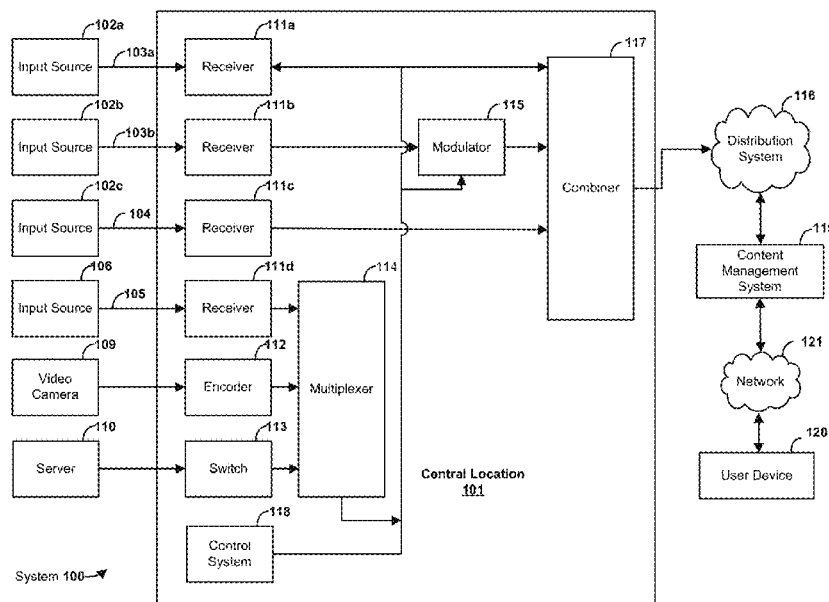 102a
Input Source
103a
111a
Receiver
117
Combiner
102b
Input Source
103b
111b
Receiver
115
Modulator
116
Distribution
System
102c
Input Source
104
111c
Receiver
106
Input Source
105
111d
Receiver
114
Multiplexer
Content
Management
System
109
Video
Camera
112
Encoder
121
Network
110
Server
113
Switch
Central Location
101
120
User Device
118
Control
System
System 100